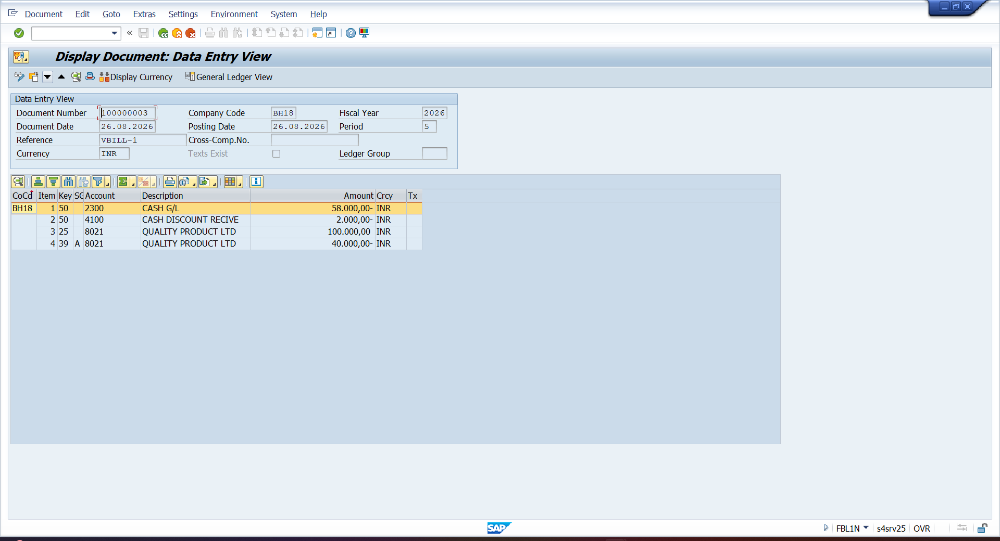 Document Edit Goto Extras Settings Environment System Help
Display Document: Data Entry View
Display Currency General Ledger View
Data Entry View
Document Number 100000003 Company Code BH18 Fiscal Year 2026
Document Date 26.08.2026 Posting Date 26.08.2026 Period 5
Reference VBILL-1 Cross-Comp.No.
Currency INR Texts Exist Ledger Group
CoCd Item Key SG Account Description Amount Crcy Tx
BH18 1 50 2300 CASH G/L 58.000,00- INR
2 50 4100 CASH DISCOUNT RECIVE 2.000,00- INR
3 25 8021 QUALITY PRODUCT LTD 100.000,00 INR
4 39 A 8021 QUALITY PRODUCT LTD 40.000,00- INR
SAP FBL1N s4srv25 OVR